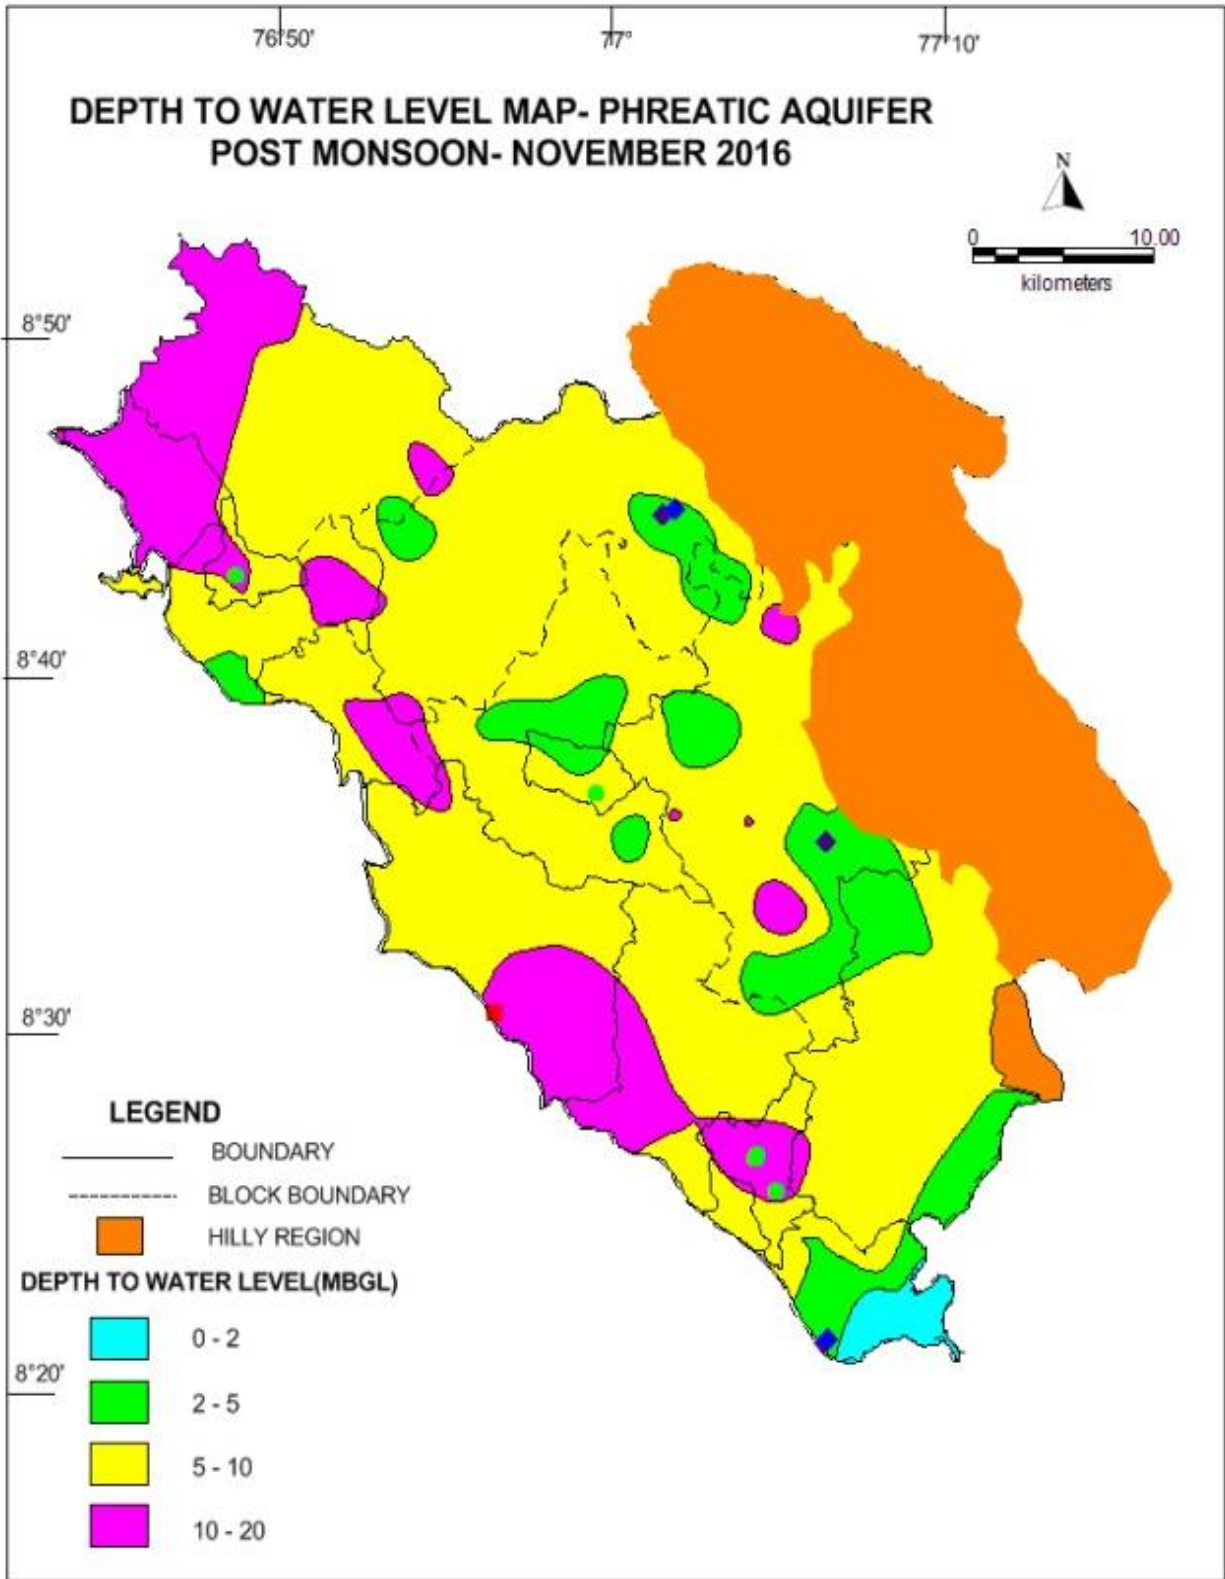 76°50'
77°
77°10'
DEPTH TO WATER LEVEL MAP- PHREATIC AQUIFER
POST MONSOON- NOVEMBER 2016
N
0 10.00
kilometers
8°50'
8°40'
8°30'
8°20'
LEGEND
BOUNDARY
BLOCK BOUNDARY
HILLY REGION
DEPTH TO WATER LEVEL(MBGL)
0 - 2
2 - 5
5 - 10
10 - 20